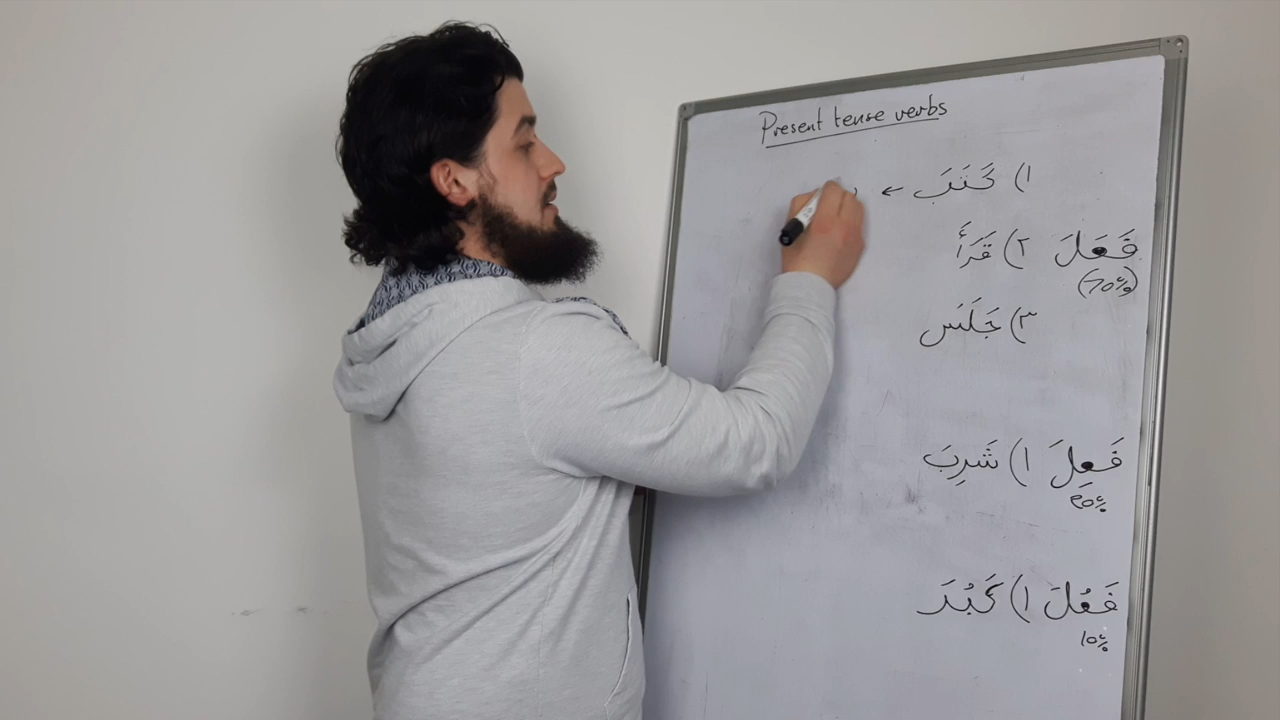 Present tense verbs
١) كَتَبَ ←
فَعَلَ ٢) قَرَأَ
(70%)
٣) جَلَسَ
فَعِلَ ١) شَرِبَ
20%
فَعُلَ ١) كَبُرَ
10%